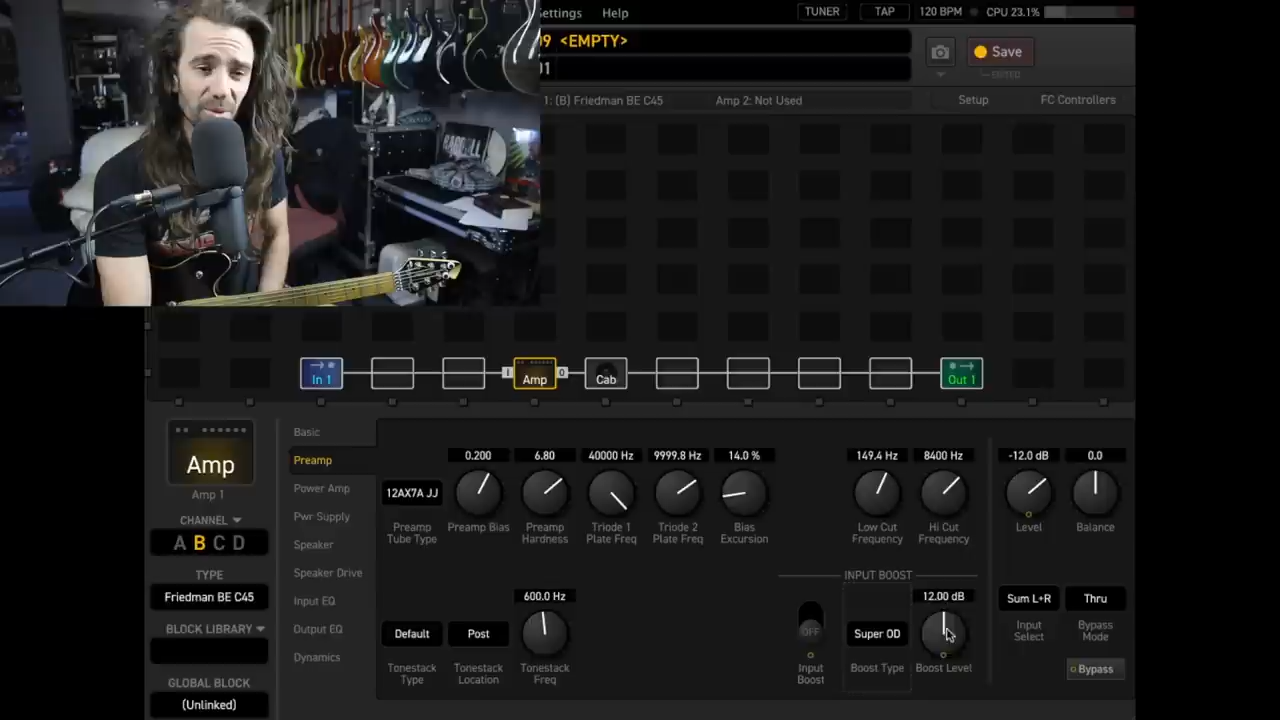 Settings
Help
TUNER
TAP
120 BPM
CPU 23.1%
09 <EMPTY>
01
Save
EDITED
1: (B) Friedman BE C45
Amp 2: Not Used
Setup
FC Controllers
In 1
I
Amp
O
Cab
Out 1
Amp
Amp 1
CHANNEL
A B C D
TYPE
Friedman BE C45
BLOCK LIBRARY
GLOBAL BLOCK
(Unlinked)
Basic
Preamp
Power Amp
Pwr Supply
Speaker
Speaker Drive
Input EQ
Output EQ
Dynamics
0.200
6.80
40000 Hz
9999.8 Hz
14.0 %
149.4 Hz
8400 Hz
-12.0 dB
0.0
12AX7A JJ
Preamp
Tube Type
Preamp Bias
Preamp
Hardness
Triode 1
Plate Freq
Triode 2
Plate Freq
Bias
Excursion
Low Cut
Frequency
Hi Cut
Frequency
Level
Balance
INPUT BOOST
600.0 Hz
12.00 dB
Default
Post
OFF
Super OD
Sum L+R
Thru
Tonestack
Type
Tonestack
Location
Tonestack
Freq
Input
Boost
Boost Type
Boost Level
Input
Select
Bypass
Mode
Bypass